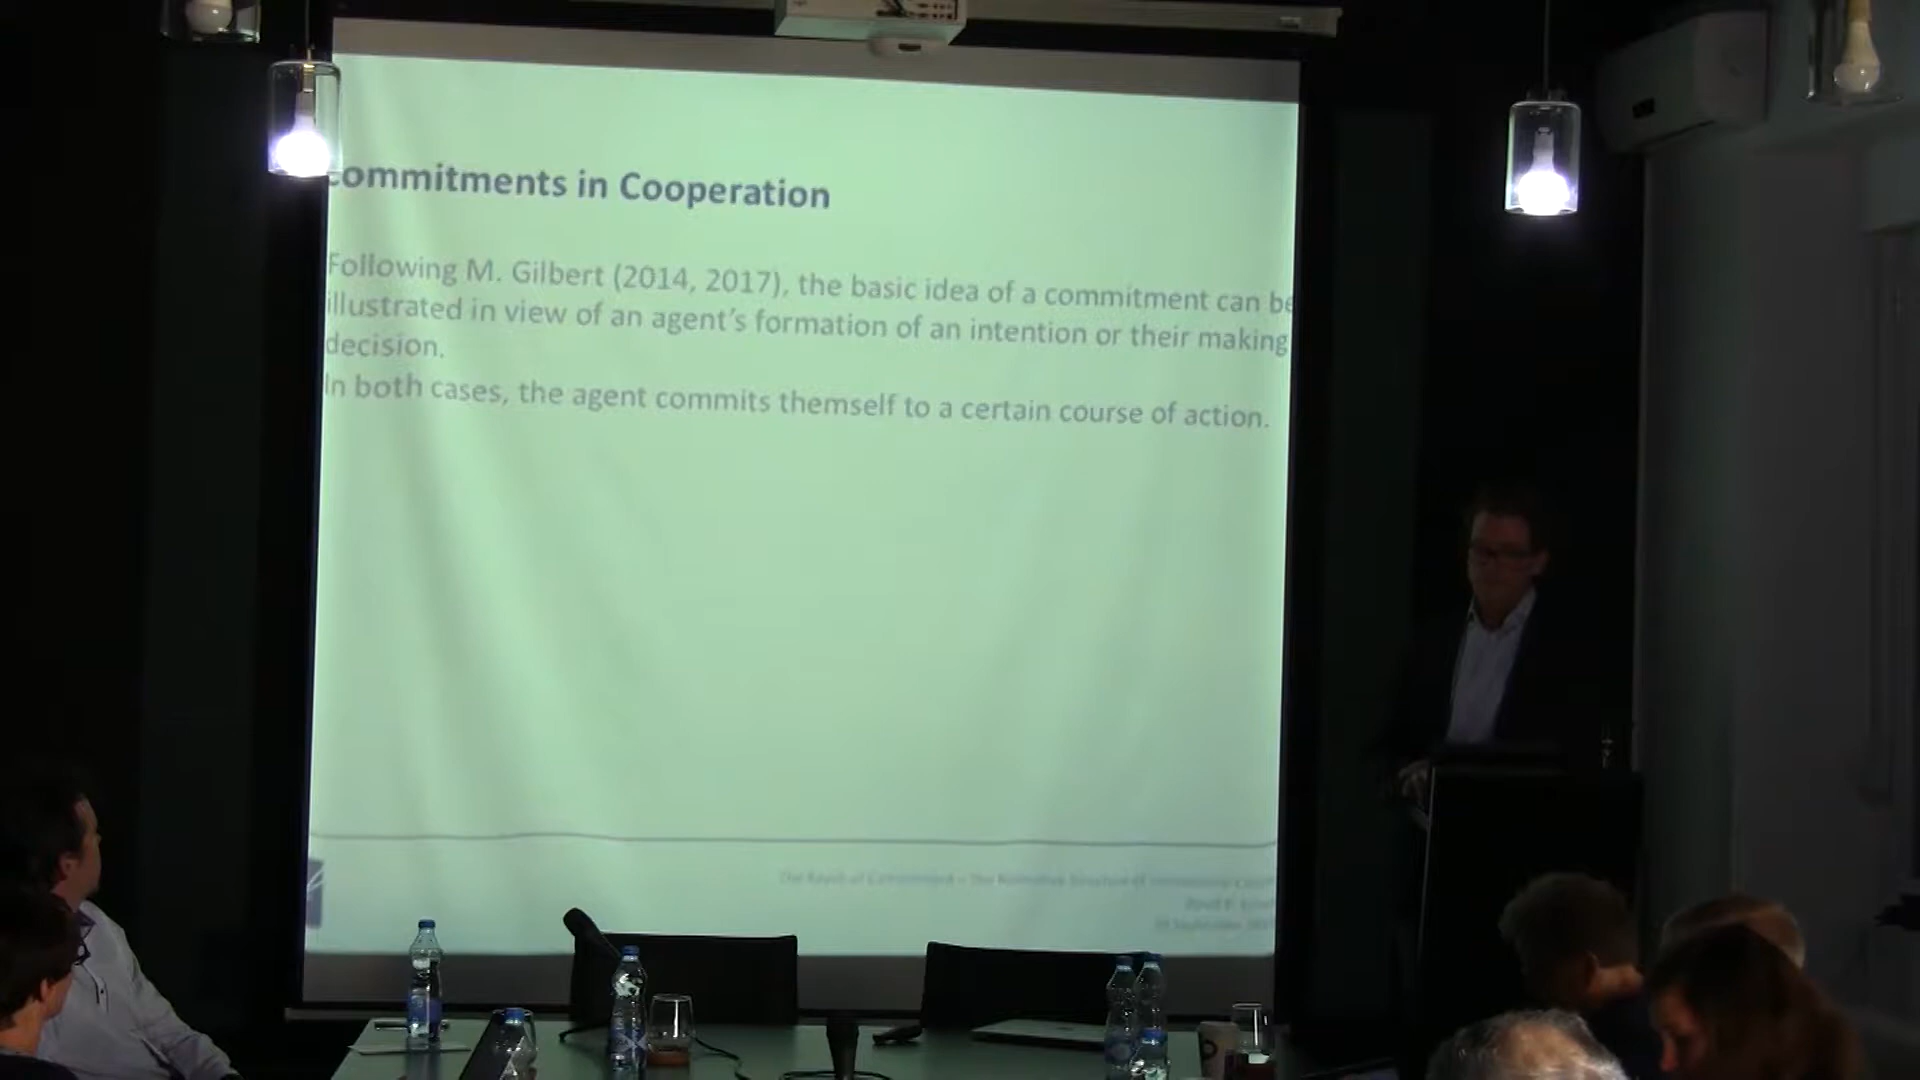 commitments in Cooperation
Following M. Gilbert (2014, 2017), the basic idea of a commitment can be
illustrated in view of an agent's formation of an intention or their making
decision.
In both cases, the agent commits themself to a certain course of action.